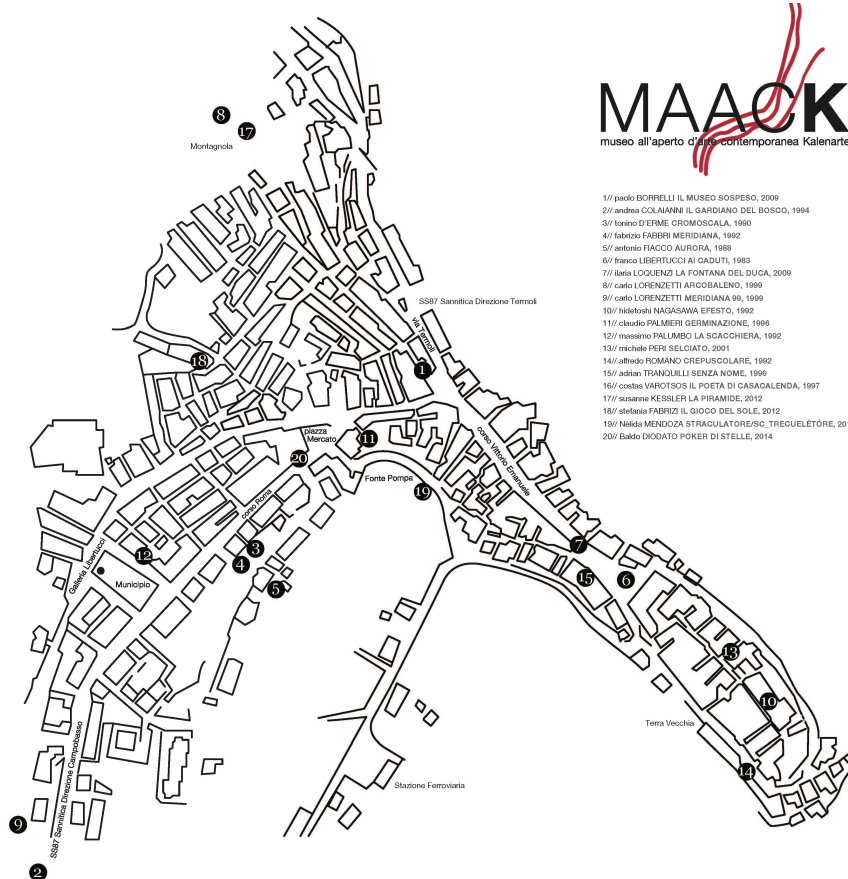 MAACK
museo all'aperto d'arte contemporanea Kalenarte
1// paolo BORRELLI IL MUSEO SOSPESO, 2009
2// andrea COLAIANNI IL GARDIANO DEL BOSCO, 1994
3// tonino D'ERME CROMOSCALA, 1990
4// fabrizio FABBRI MERIDIANA, 1992
5// antonio FIACCO AURORA, 1988
6// franco LIBERTUCCI AI CADUTI, 1983
7// ilaria LOQUENZI LA FONTANA DEL DUCA, 2009
8// carlo LORENZETTI ARCOBALENO, 1999
9// carlo LORENZETTI MERIDIANA 99, 1999
10// hidetoshi NAGASAWA EFESTO, 1992
11// claudio PALMIERI GERMINAZIONE, 1996
12// massimo PALUMBO LA SCACCHIERA, 1992
13// michele PERI SELCIATO, 2001
14// alfredo ROMANO CREPUSCOLARE, 1992
15// adrian TRANQUILLI SENZA NOME, 1996
16// costas VAROTSOS IL POETA DI CASACALENDA, 1997
17// susanne KESSLER LA PIRAMIDE, 2012
18// stefania FABRIZI IL GIOCO DEL SOLE, 2012
19// Nélida MENDOZA STRACULATORE/SC_TRECUELÉTÓRE, 201
20// Baldo DIODATO POKER DI STELLE, 2014
8
17
Montagnola
SS87 Sannitica Direzione Termoli
via Termoli
18
1
piazza
Mercato
11
20
corso Vittorio Emanuele
Fonte Pompa
19
corso Roma
3
4
5
12
Galleria Libertucci
Municipio
7
15
6
13
10
Terra Vecchia
14
Stazione Ferroviaria
SS87 Sannitica Direzione Campobasso
9
2